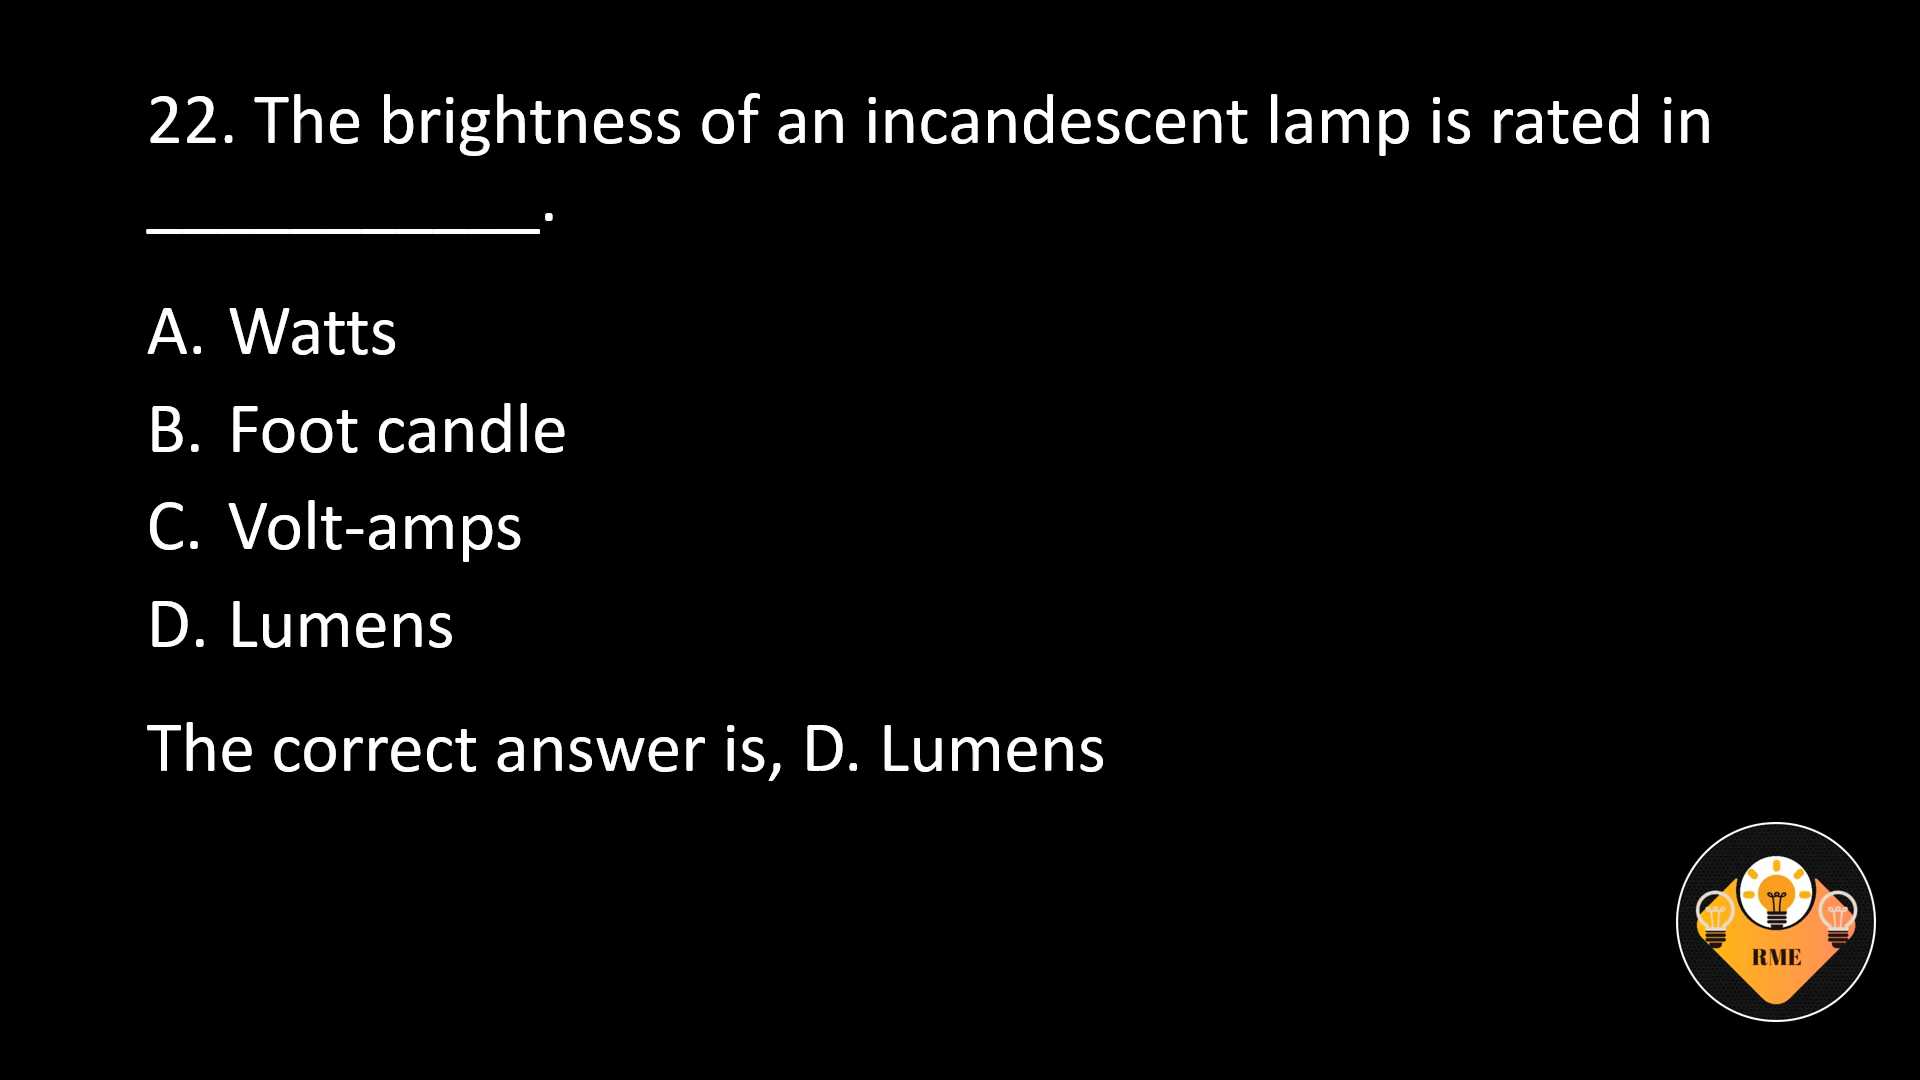 22. The brightness of an incandescent lamp is rated in
____________.
A. Watts
B. Foot candle
C. Volt-amps
D. Lumens
The correct answer is, D. Lumens
RME